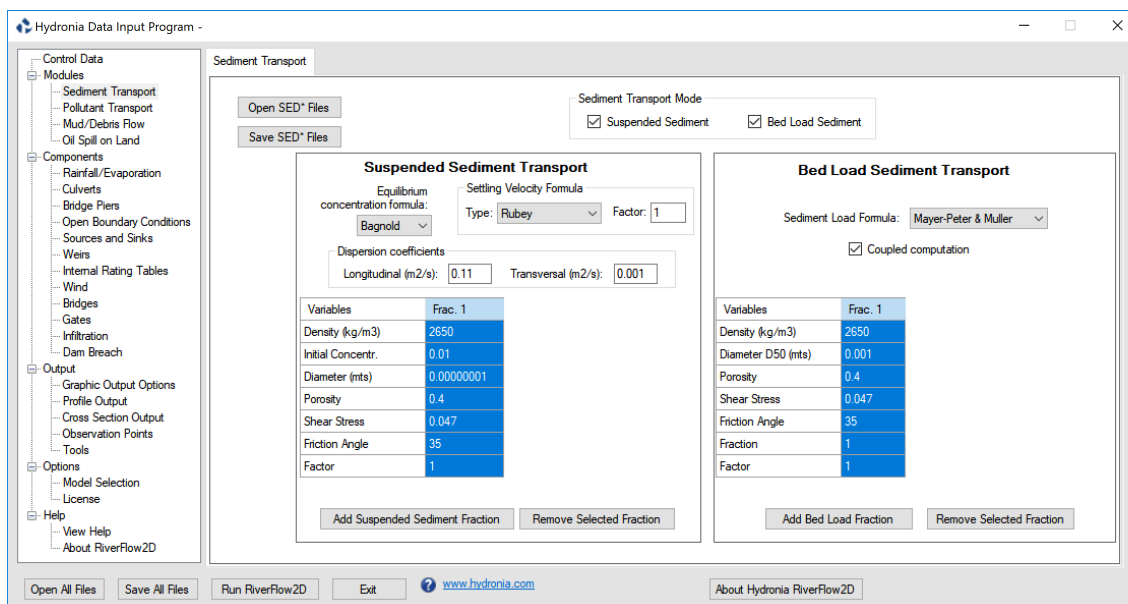 Hydronia Data Input Program -
Control Data
Modules
Sediment Transport
Pollutant Transport
Mud/Debris Flow
Oil Spill on Land
Components
Rainfall/Evaporation
Culverts
Bridge Piers
Open Boundary Conditions
Sources and Sinks
Weirs
Internal Rating Tables
Wind
Bridges
Gates
Infiltration
Dam Breach
Output
Graphic Output Options
Profile Output
Cross Section Output
Observation Points
Tools
Options
Model Selection
License
Help
View Help
About RiverFlow2D
Sediment Transport
Open SED* Files
Save SED* Files
Sediment Transport Mode
Suspended Sediment Bed Load Sediment
Suspended Sediment Transport
Equilibrium
concentration formula:
Bagnold
Settling Velocity Formula
Type: Rubey Factor: 1
Dispersion coefficients
Longitudinal (m2/s): 0.11 Transversal (m2/s): 0.001
Variables Frac. 1
Density (kg/m3) 2650
Initial Concentr. 0.01
Diameter (mts) 0.00000001
Porosity 0.4
Shear Stress 0.047
Friction Angle 35
Factor 1
Add Suspended Sediment Fraction Remove Selected Fraction
Bed Load Sediment Transport
Sediment Load Formula: Mayer-Peter & Muller
Coupled computation
Variables Frac. 1
Density (kg/m3) 2650
Diameter D50 (mts) 0.001
Porosity 0.4
Shear Stress 0.047
Friction Angle 35
Fraction 1
Factor 1
Add Bed Load Fraction Remove Selected Fraction
Open All Files Save All Files Run RiverFlow2D Exit ? www.hydronia.com About Hydronia RiverFlow2D